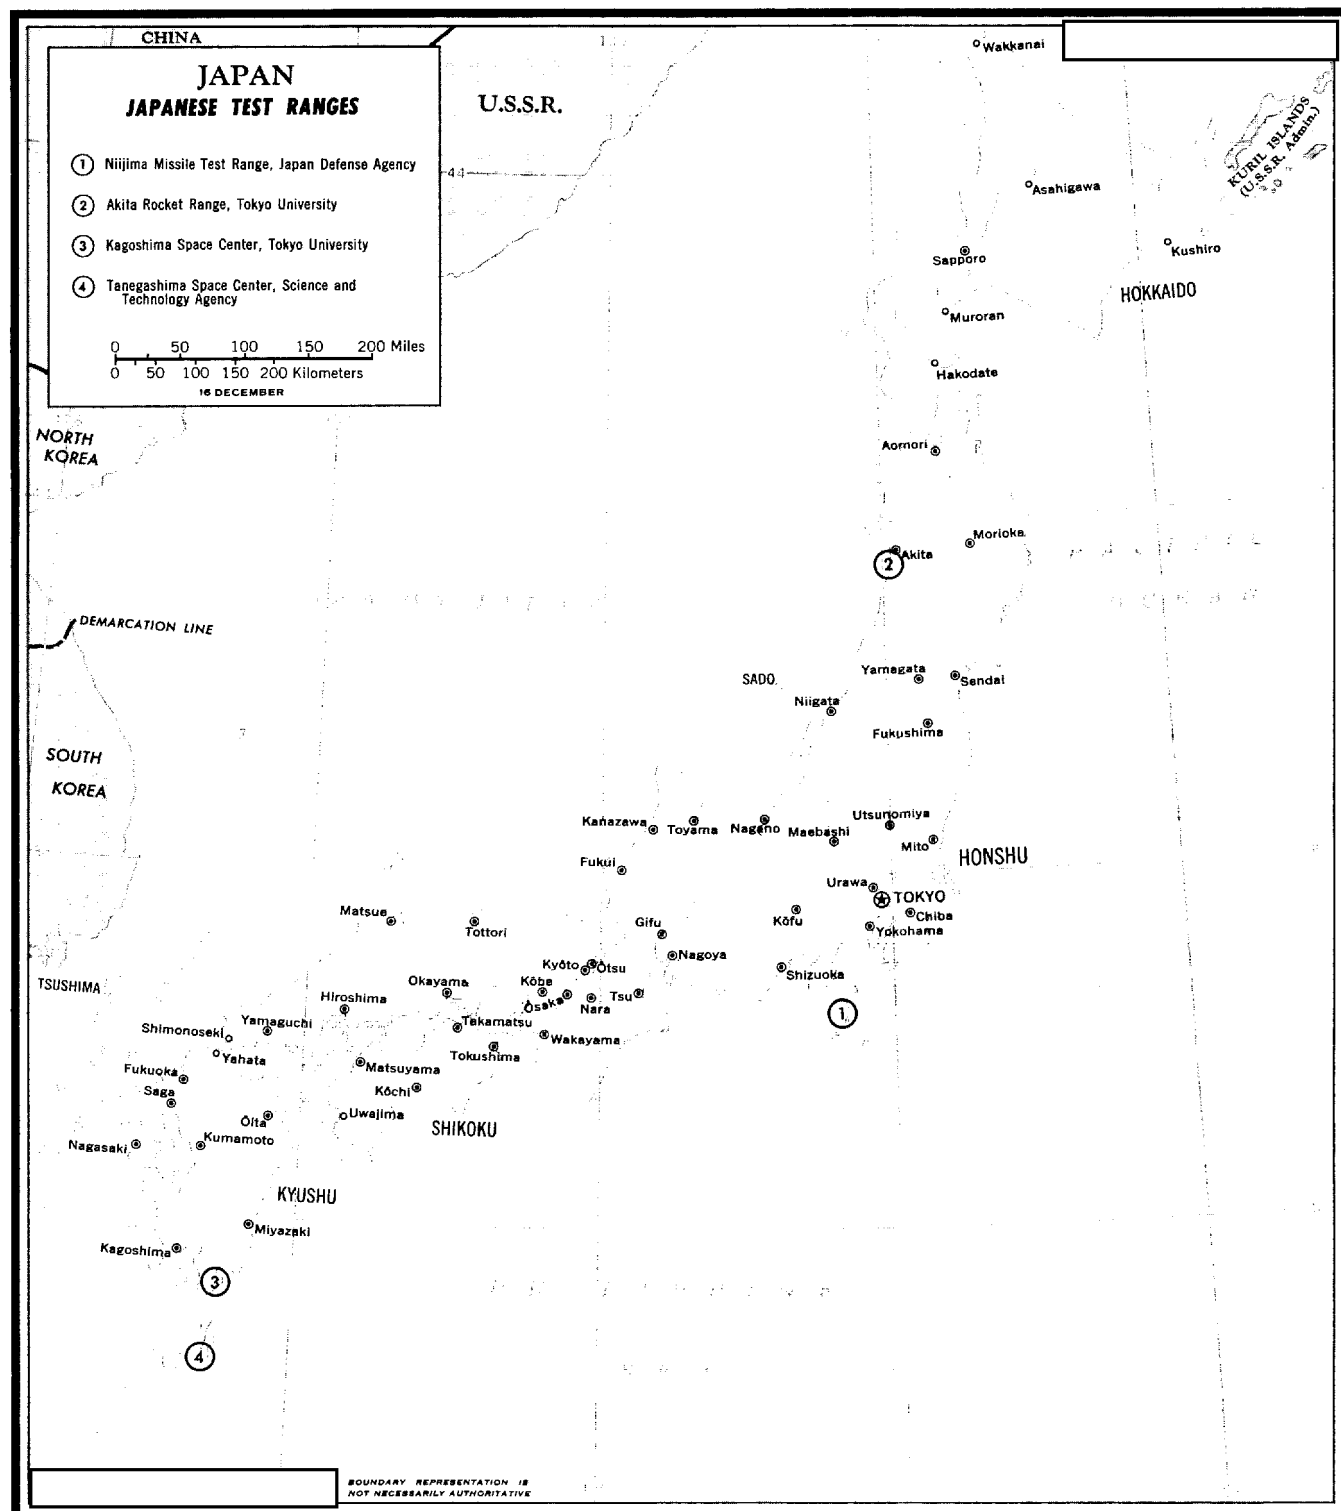 CHINA
JAPAN
JAPANESE TEST RANGES
1 Niijima Missile Test Range, Japan Defense Agency
2 Akita Rocket Range, Tokyo University
3 Kagoshima Space Center, Tokyo University
4 Tanegashima Space Center, Science and
Technology Agency
0 50 100 150 200 Miles
0 50 100 150 200 Kilometers
16 DECEMBER
U.S.S.R.
44
Wakkanai
KURIL ISLANDS
(U.S.S.R. Admin.)
Asahigawa
Kushiro
Sapporo
HOKKAIDO
Muroran
Hakodate
NORTH
KOREA
Aomori
Morioka
Akita
2
DEMARCATION LINE
Yamagata
Sendai
SADO
Niigata
Fukushima
SOUTH
KOREA
Kanazawa
Toyama
Nagano
Maebashi
Utsunomiya
Mito
HONSHU
Fukui
Urawa
TOKYO
Chiba
Yokohama
Kōfu
Matsue
Tottori
Gifu
Nagoya
Shizuoka
Kyōto
Ōtsu
TSUSHIMA
Hiroshima
Okayama
Kōbe
Ōsaka
Nara
Tsu
1
Shimonoseki
Yamaguchi
Takamatsu
Wakayama
Yahata
Tokushima
Matsuyama
Fukuoka
Saga
Kōchi
Ōita
Uwajima
SHIKOKU
Nagasaki
Kumamoto
KYUSHU
Miyazaki
Kagoshima
3
4
BOUNDARY REPRESENTATION IS
NOT NECESSARILY AUTHORITATIVE